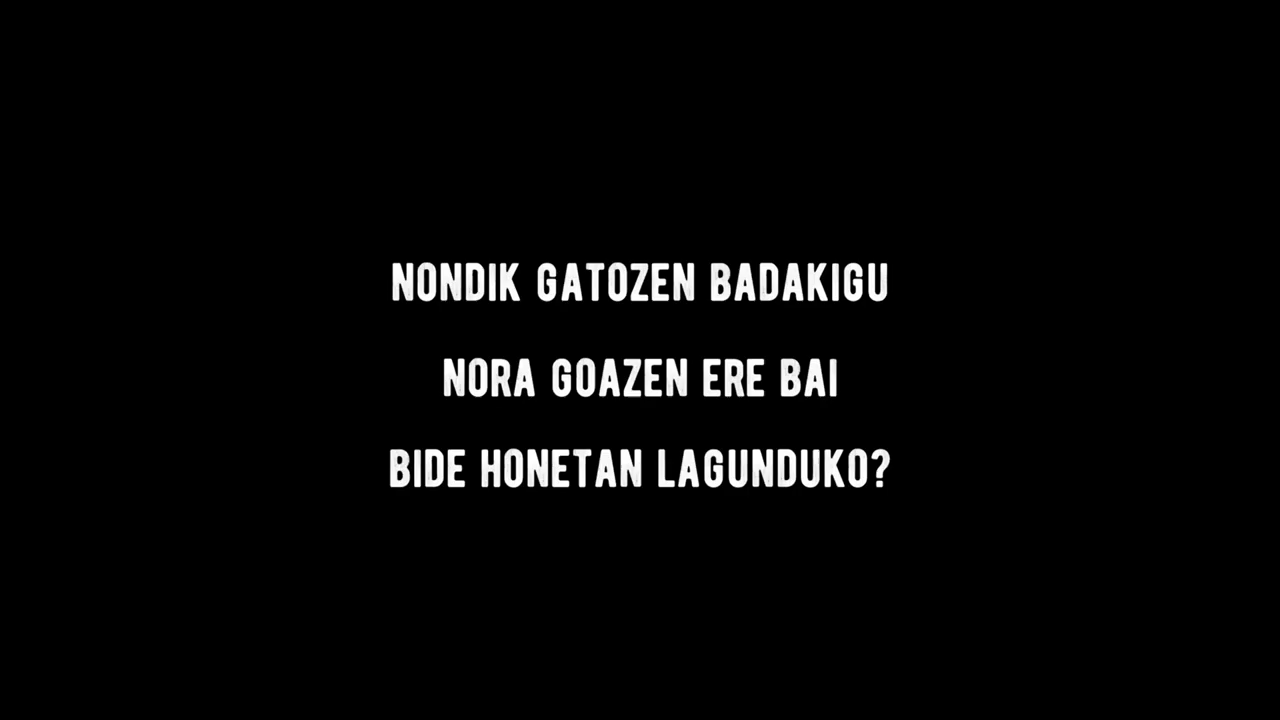 NONDIK GATOZEN BADAKIGU
NORA GOAZEN ERE BAI
BIDE HONETAN LAGUNDUKO?